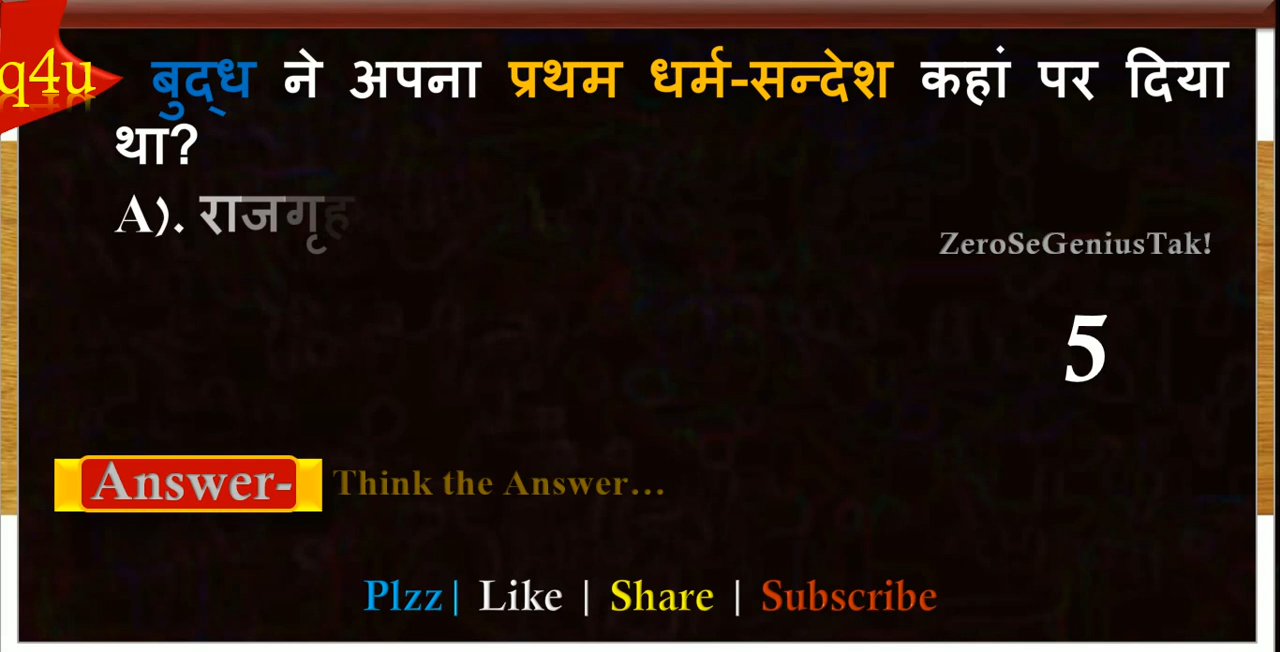 q4u बुद्ध ने अपना प्रथम धर्म-सन्देश कहां पर दिया
था?
A). राजगृह
ZeroSeGeniusTak!
5
Answer- Think the Answer...
Plzz| Like | Share | Subscribe